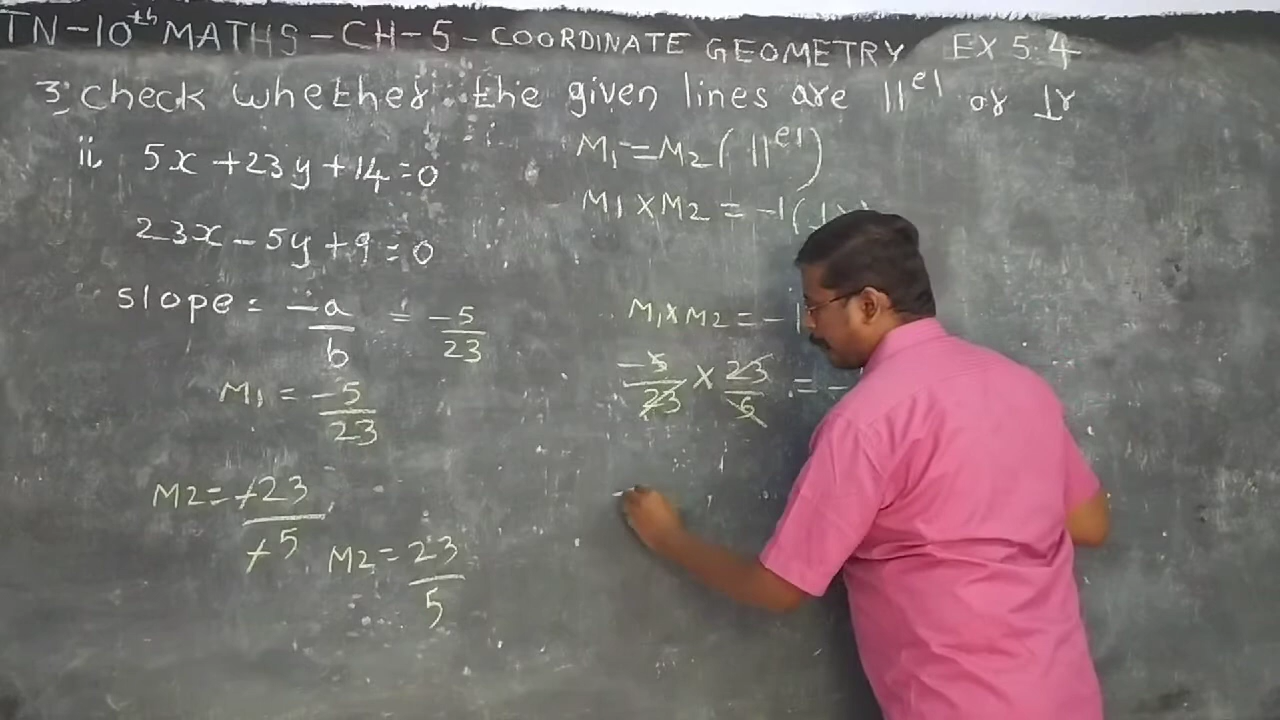 TN-10th MATHS - CH-5 - COORDINATE GEOMETRY EX 5.4
3, check whether the given lines are ||el or ⊥r
ii, 5x + 23y + 14 = 0
23x - 5y + 9 = 0
slope = -a/b = -5/23
M1 = -5/23
M2 = -23/-5
M2 = 23/5
M1 = M2 ( ||el )
M1 X M2 = -1 (
M1 X M2 = -1
-5/23 X 23/5 = -